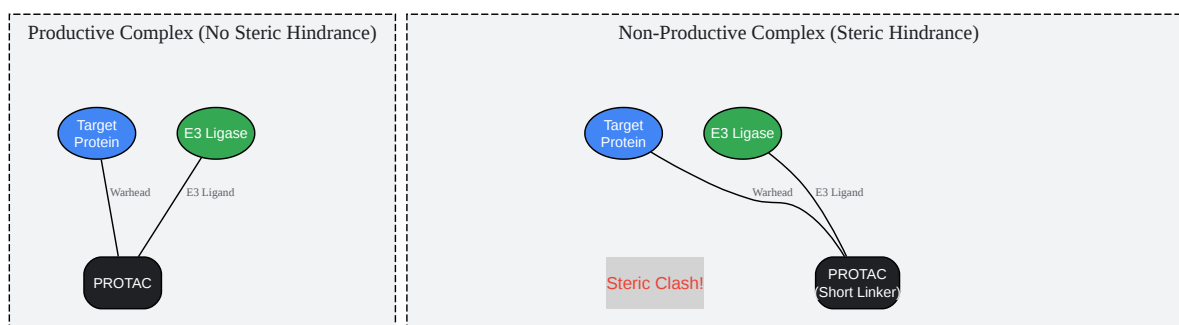 Productive Complex (No Steric Hindrance)
Target
Protein
E3 Ligase
Warhead
E3 Ligand
PROTAC
Non-Productive Complex (Steric Hindrance)
Target
Protein
E3 Ligase
Warhead
E3 Ligand
Steric Clash!
PROTAC
(Short Linker)